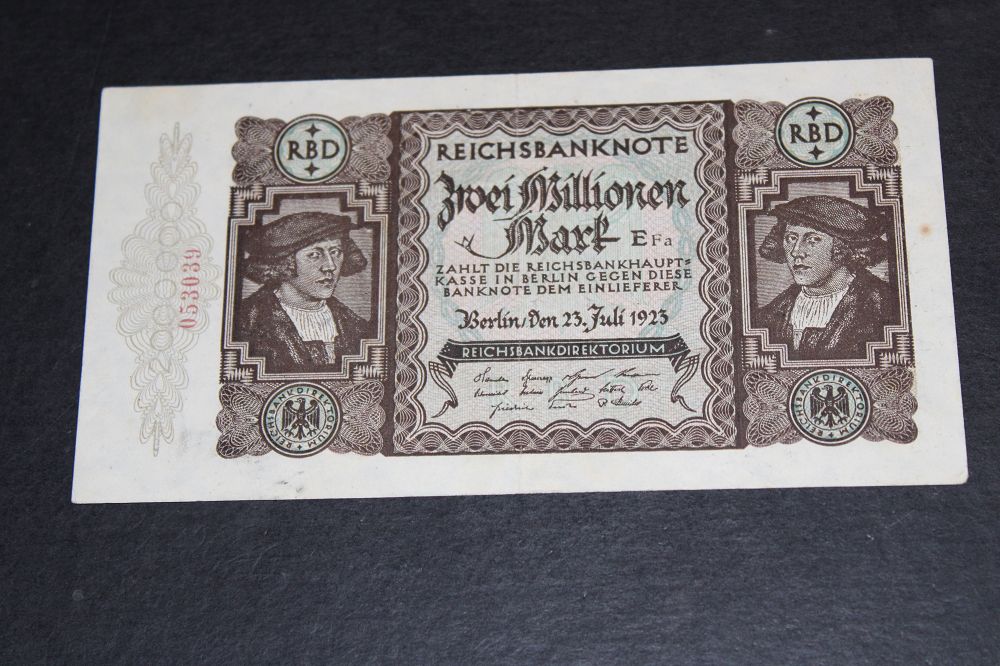 053039
RBD
REICHSBANKDIREKTORIUM
REICHSBANKNOTE
Zwei Millionen
Mark EFa
ZAHLT DIE REICHSBANKHAUPT-
KASSE IN BERLIN GEGEN DIESE
BANKNOTE DEM EINLIEFERER
Berlin, den 23. Juli 1923
REICHSBANKDIREKTORIUM
RBD
REICHSBANKDIREKTORIUM